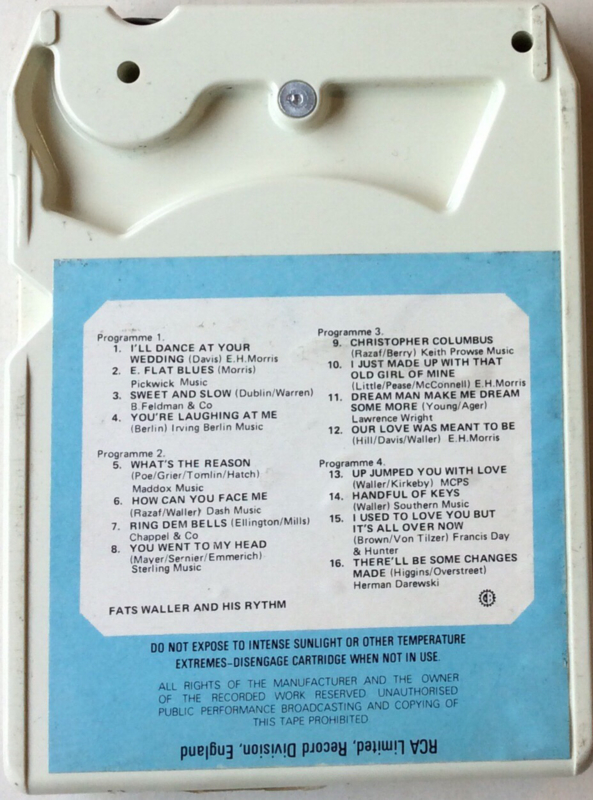 Programme 1.
1. I'LL DANCE AT YOUR
WEDDING (Davis) E.H.Morris
2. E. FLAT BLUES (Morris)
Pickwick Music
3. SWEET AND SLOW (Dublin/Warren)
B.Feldman & Co
4. YOU'RE LAUGHING AT ME
(Berlin) Irving Berlin Music
Programme 2.
5. WHAT'S THE REASON
(Poe/Grier/Tomlin/Hatch)
Maddox Music
6. HOW CAN YOU FACE ME
(Razaf/Waller) Dash Music
7. RING DEM BELLS (Ellington/Mills)
Chappel & Co
8. YOU WENT TO MY HEAD
(Mayer/Sernier/Emmerich)
Sterling Music
Programme 3.
9. CHRISTOPHER COLUMBUS
(Razaf/Berry) Keith Prowse Music
10. I JUST MADE UP WITH THAT
OLD GIRL OF MINE
(Little/Pease/McConnell) E.H.Morris
11. DREAM MAN MAKE ME DREAM
SOME MORE (Young/Ager)
Lawrence Wright
12. OUR LOVE WAS MEANT TO BE
(Hill/Davis/Waller) E.H.Morris
Programme 4.
13. UP JUMPED YOU WITH LOVE
(Waller/Kirkeby) MCPS
14. HANDFUL OF KEYS
(Waller) Southern Music
15. I USED TO LOVE YOU BUT
IT'S ALL OVER NOW
(Brown/Von Tilzer) Francis Day
& Hunter
16. THERE'LL BE SOME CHANGES
MADE (Higgins/Overstreet)
Herman Darewski
FATS WALLER AND HIS RYTHM
DO NOT EXPOSE TO INTENSE SUNLIGHT OR OTHER TEMPERATURE
EXTREMES-DISENGAGE CARTRIDGE WHEN NOT IN USE.
ALL RIGHTS OF THE MANUFACTURER AND THE OWNER
OF THE RECORDED WORK RESERVED. UNAUTHORISED
PUBLIC PERFORMANCE BROADCASTING AND COPYING OF
THIS TAPE PROHIBITED
RCA Limited, Record Division, England